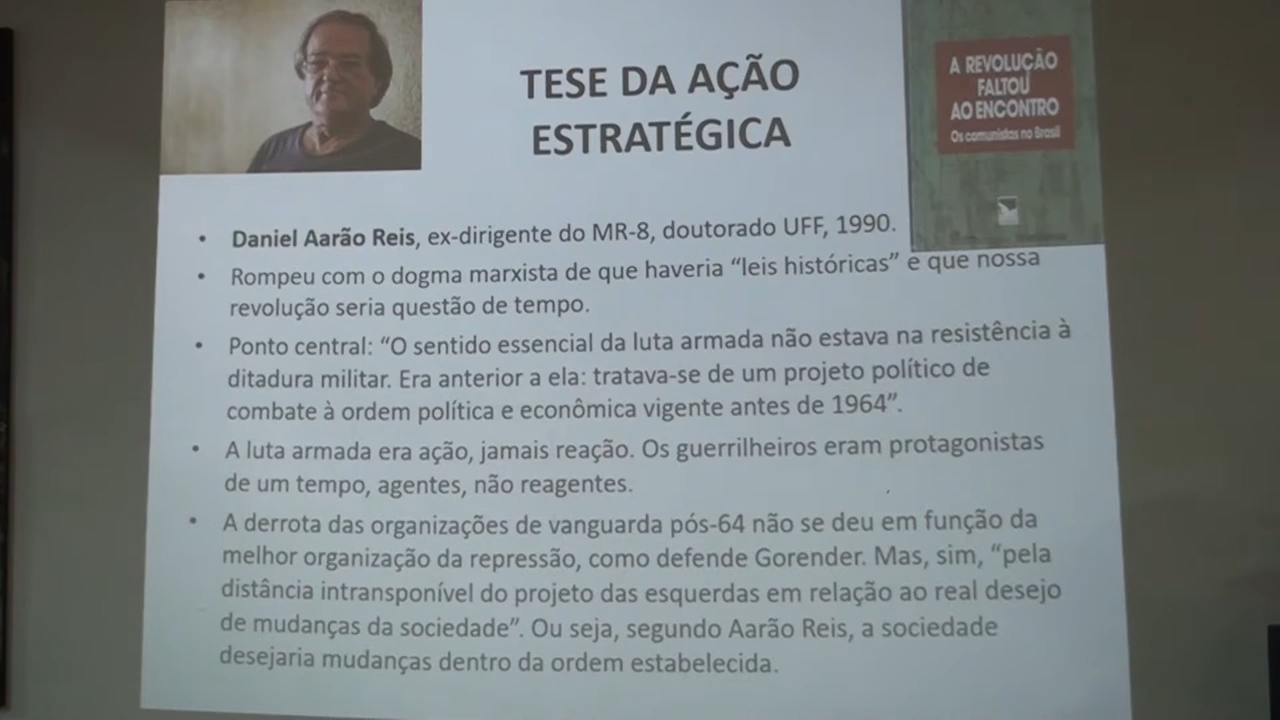 TESE DA AÇÃO
ESTRATÉGICA
A REVOLUÇÃO
FALTOU
AO ENCONTRO
Os comunistas no Brasil
• Daniel Aarão Reis, ex-dirigente do MR-8, doutorado UFF, 1990.
• Rompeu com o dogma marxista de que haveria “leis históricas” e que nossa
revolução seria questão de tempo.
• Ponto central: “O sentido essencial da luta armada não estava na resistência à
ditadura militar. Era anterior a ela: tratava-se de um projeto político de
combate à ordem política e econômica vigente antes de 1964”.
• A luta armada era ação, jamais reação. Os guerrilheiros eram protagonistas
de um tempo, agentes, não reagentes.
• A derrota das organizações de vanguarda pós-64 não se deu em função da
melhor organização da repressão, como defende Gorender. Mas, sim, “pela
distância intransponível do projeto das esquerdas em relação ao real desejo
de mudanças da sociedade”. Ou seja, segundo Aarão Reis, a sociedade
desejaria mudanças dentro da ordem estabelecida.